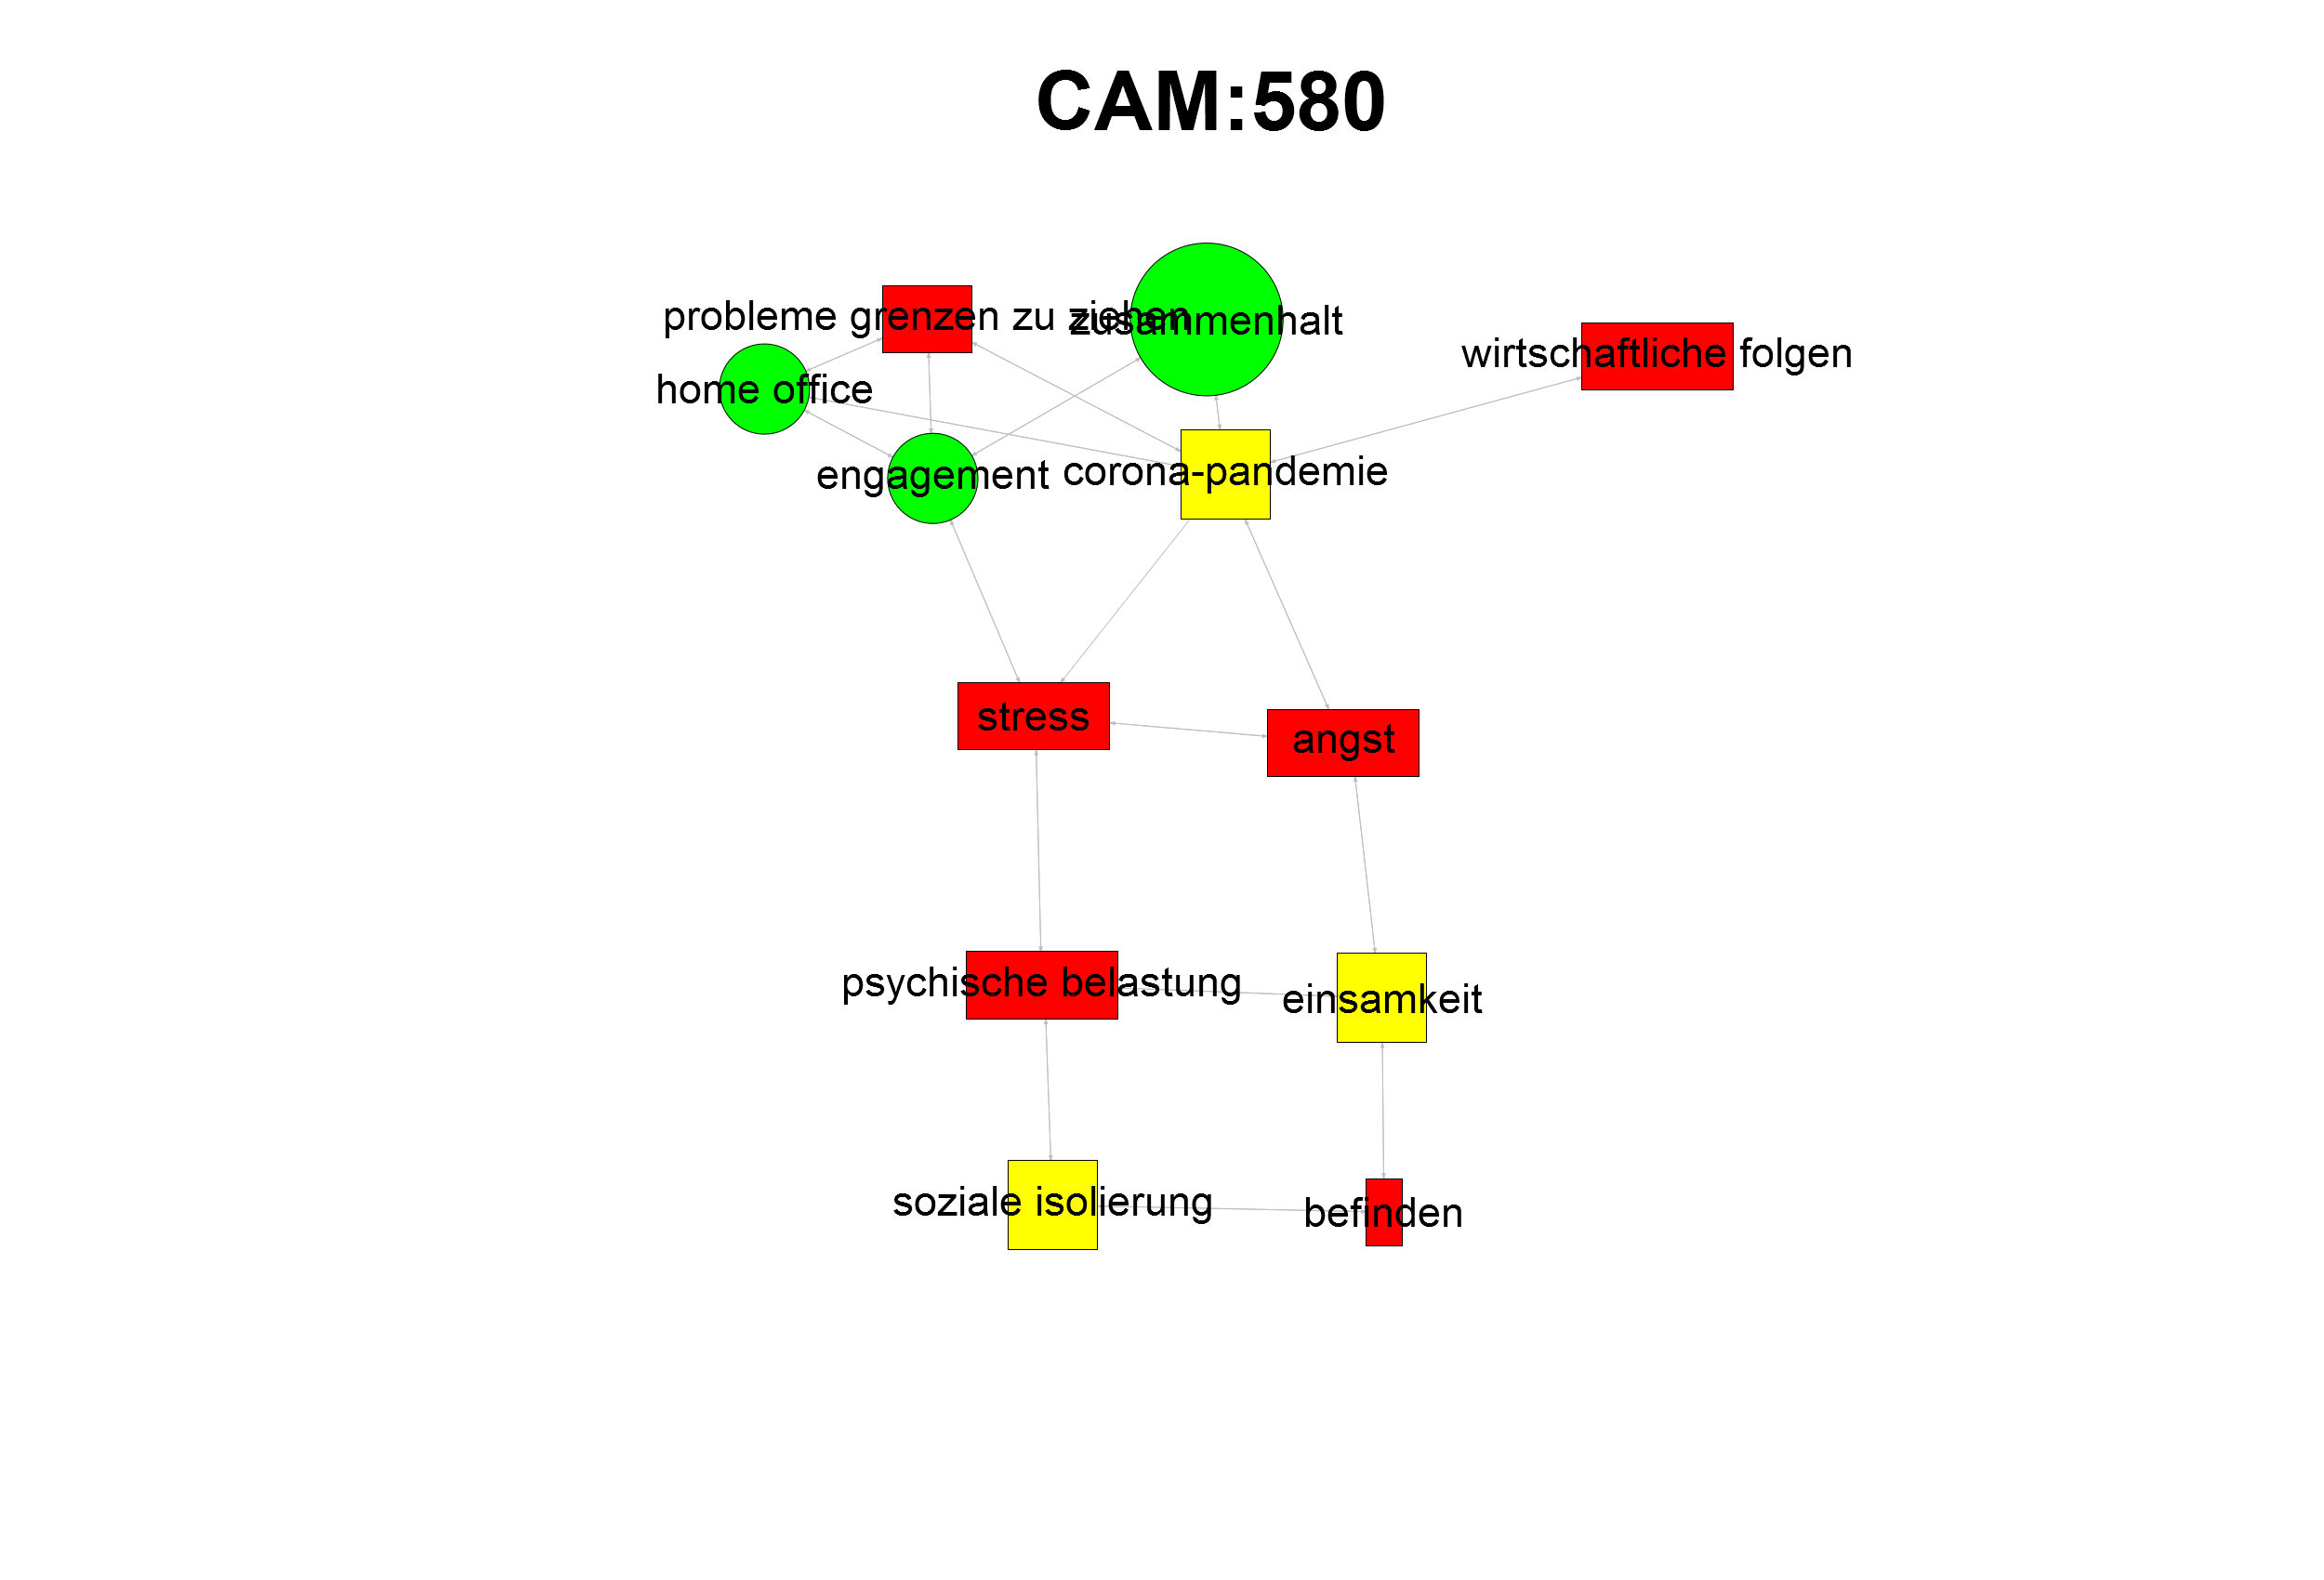 CAM:580
probleme grenzen zu ziehen
zusammenhalt
wirtschaftliche folgen
home office
engagement
corona-pandemie
stress
angst
psychische belastung
einsamkeit
soziale isolierung
befinden